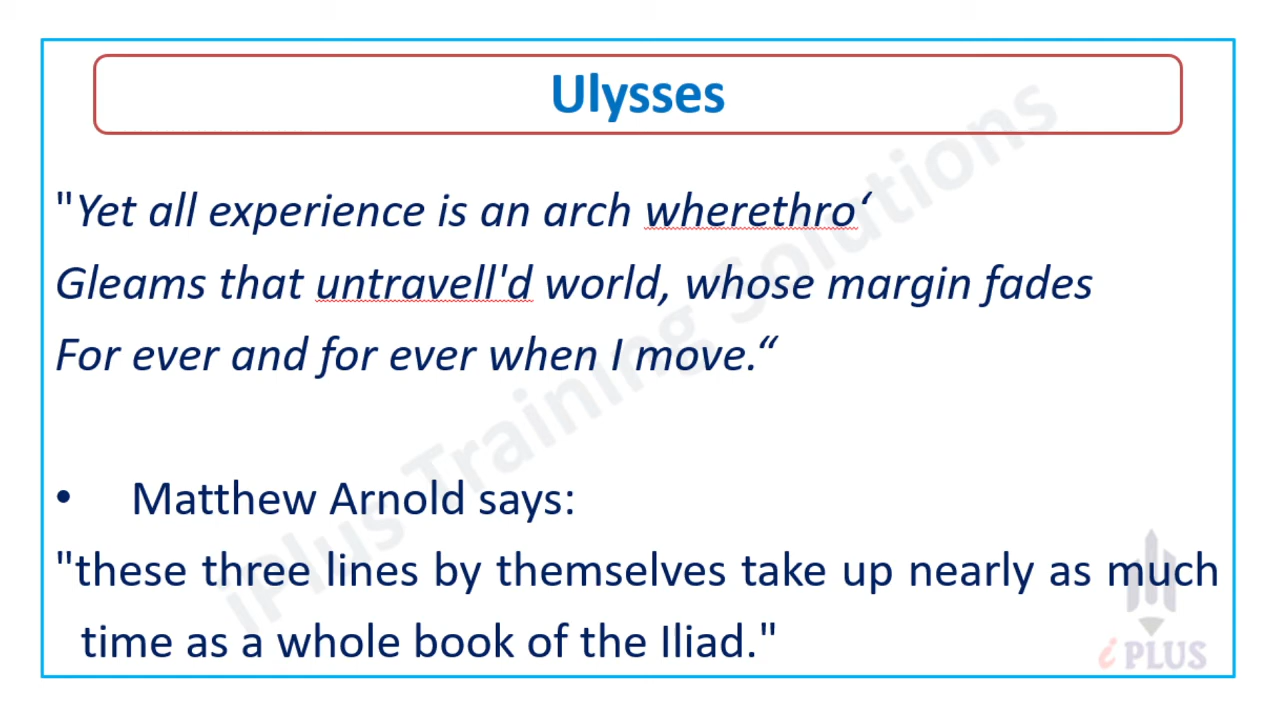 Ulysses
"Yet all experience is an arch wherethro‘
Gleams that untravell'd world, whose margin fades
For ever and for ever when I move.“
• Matthew Arnold says:
"these three lines by themselves take up nearly as much
time as a whole book of the Iliad."
iPlus Training Solutions
iPLUS